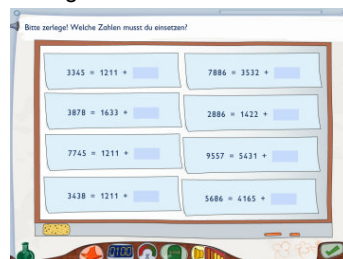 Bitte zerlege! Welche Zahlen musst du einsetzen?
3345 = 1211 +
7886 = 3532 +
3878 = 1633 +
2886 = 1422 +
7745 = 1211 +
9557 = 5431 +
3438 = 1211 +
5686 = 4165 +